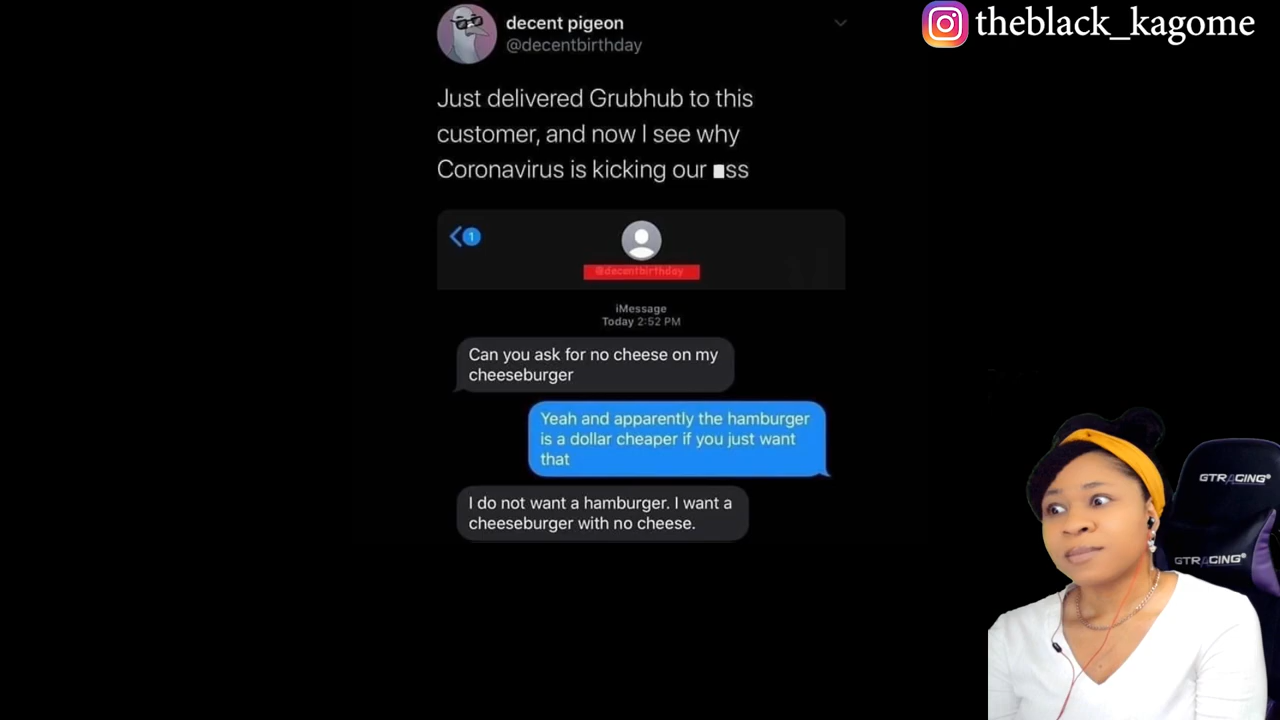 theblack_kagome
decent pigeon
@decentbirthday
Just delivered Grubhub to this
customer, and now I see why
Coronavirus is kicking our ss
1
@decentbirthday
iMessage
Today 2:52 PM
Can you ask for no cheese on my
cheeseburger
Yeah and apparently the hamburger
is a dollar cheaper if you just want
that
I do not want a hamburger. I want a
cheeseburger with no cheese.
GTRACING
GTRACING